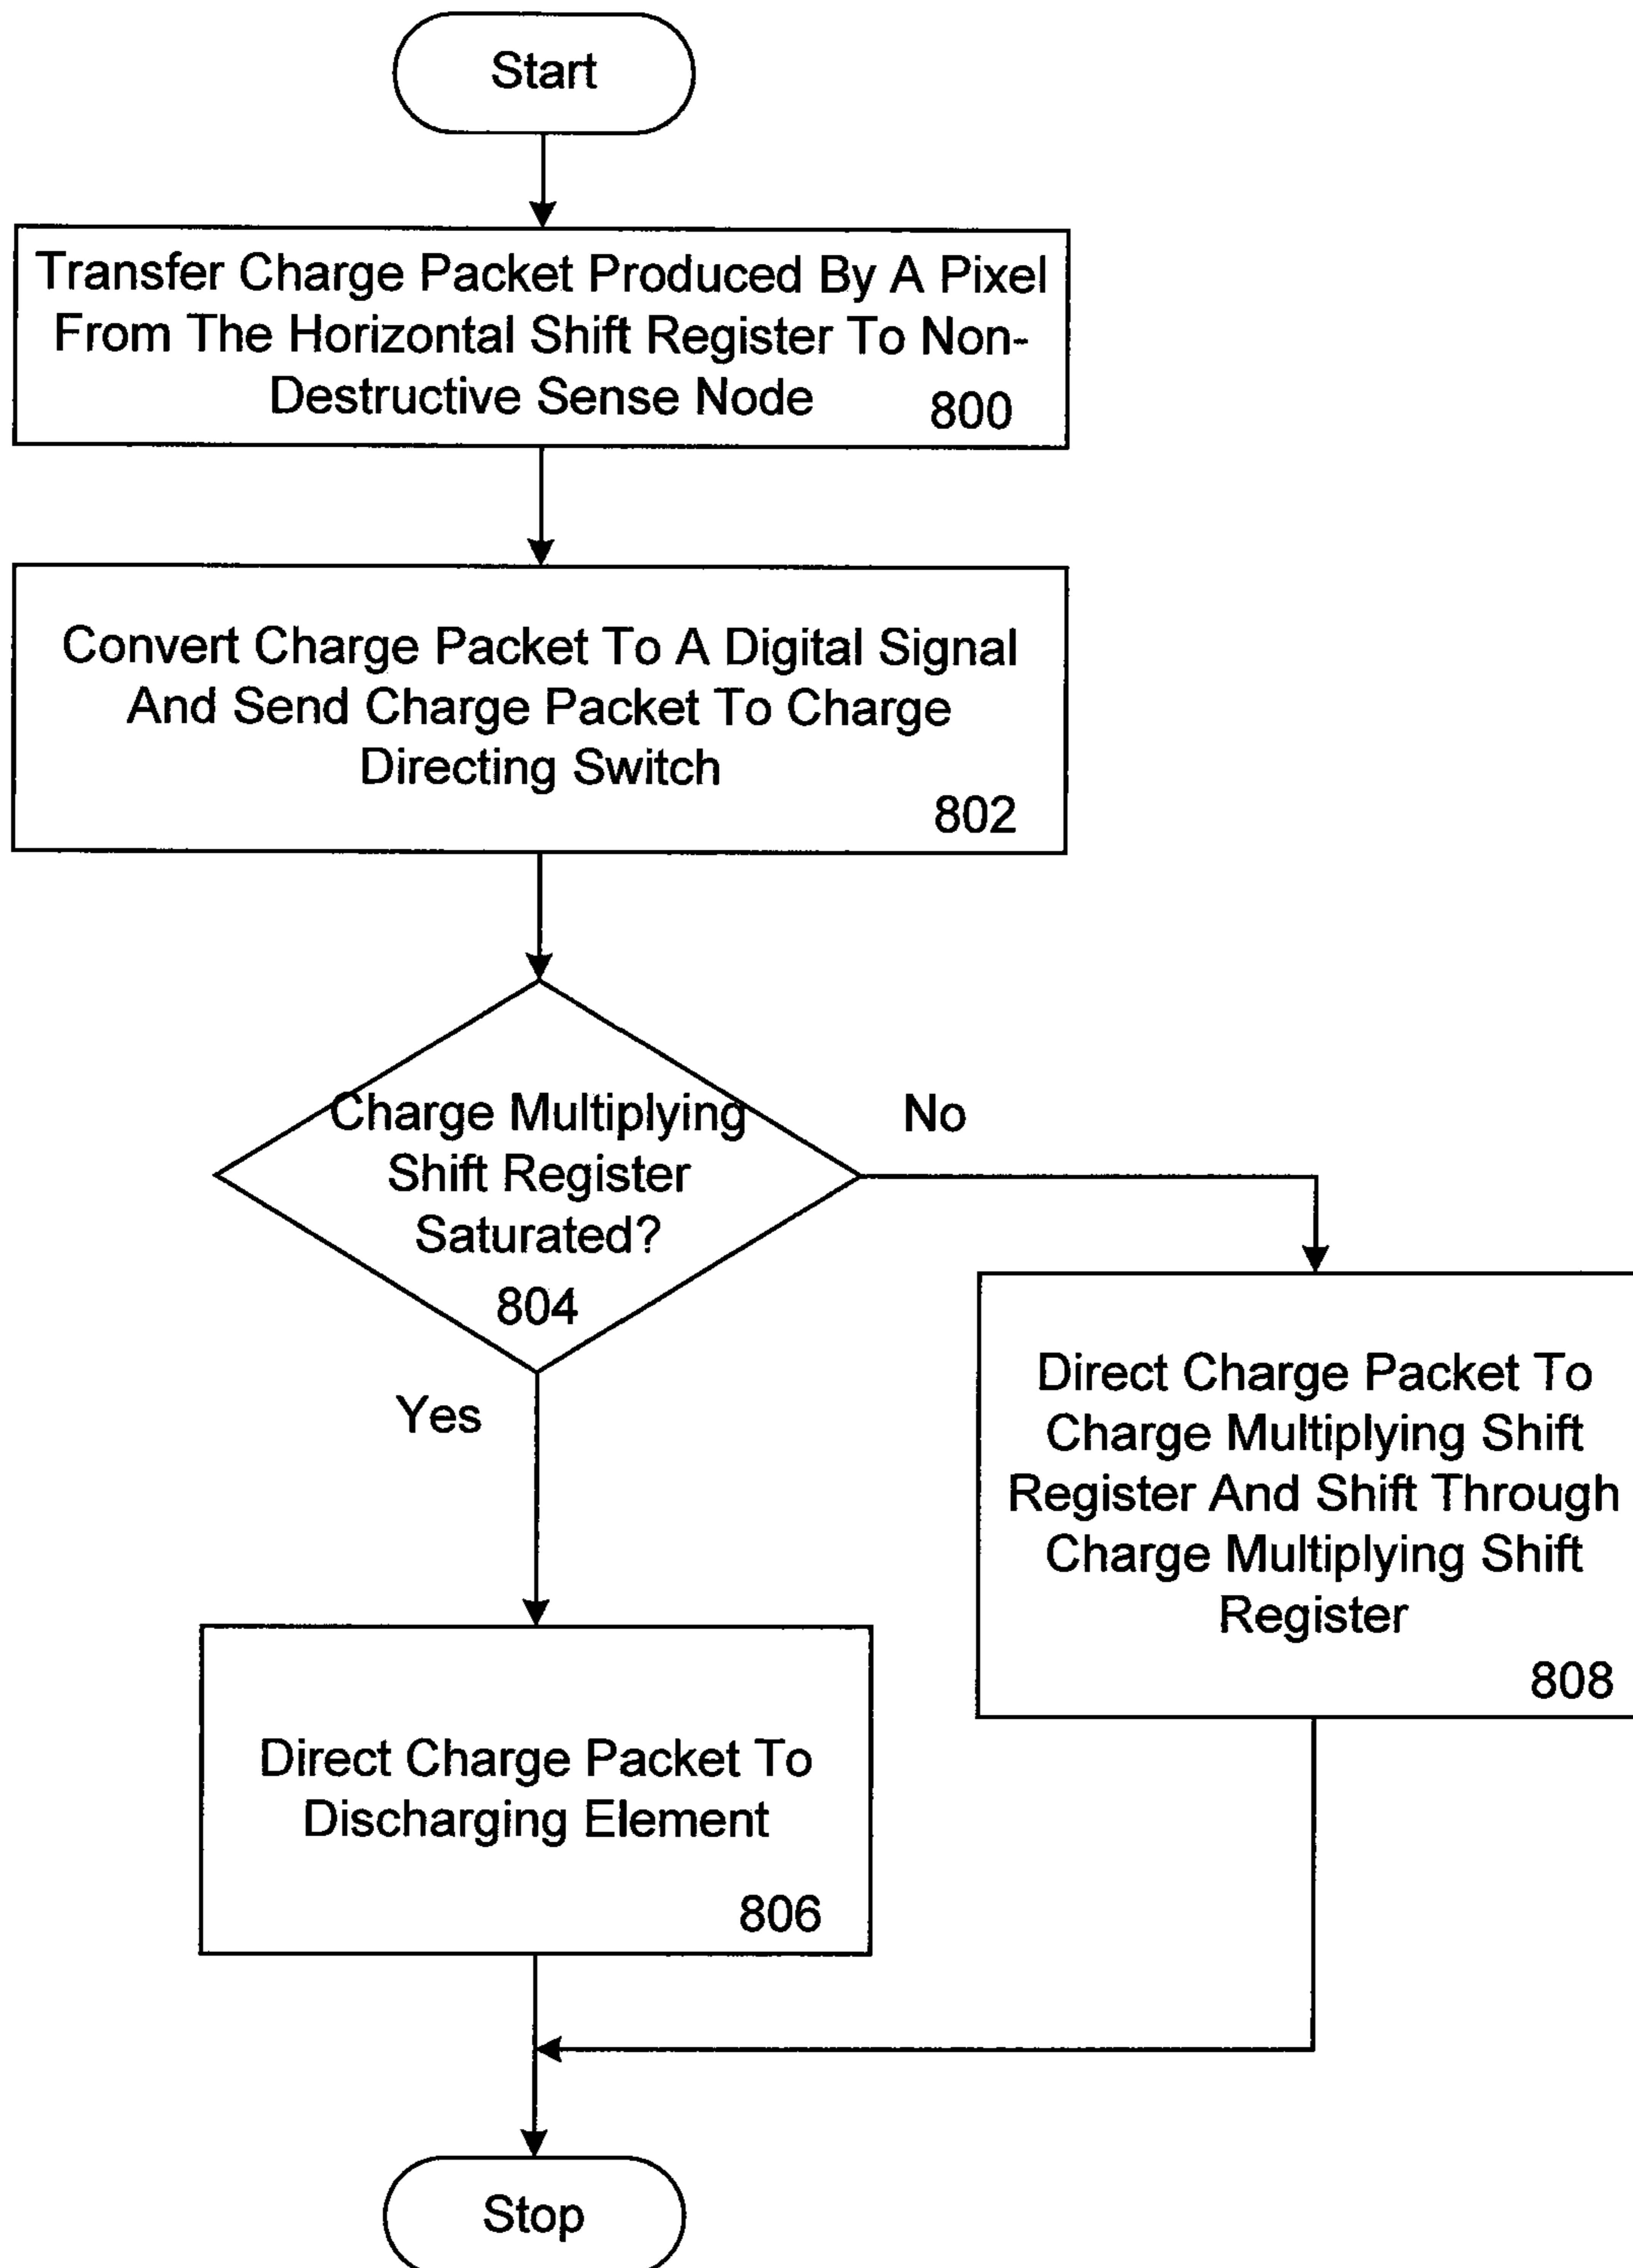 Start
Transfer Charge Packet Produced By A Pixel
From The Horizontal Shift Register To Non-
Destructive Sense Node
800
Convert Charge Packet To A Digital Signal
And Send Charge Packet To Charge
Directing Switch
802
Charge Multiplying
Shift Register
Saturated?
804
No
Yes
Direct Charge Packet To
Charge Multiplying Shift
Register And Shift Through
Charge Multiplying Shift
Register
808
Direct Charge Packet To
Discharging Element
806
Stop